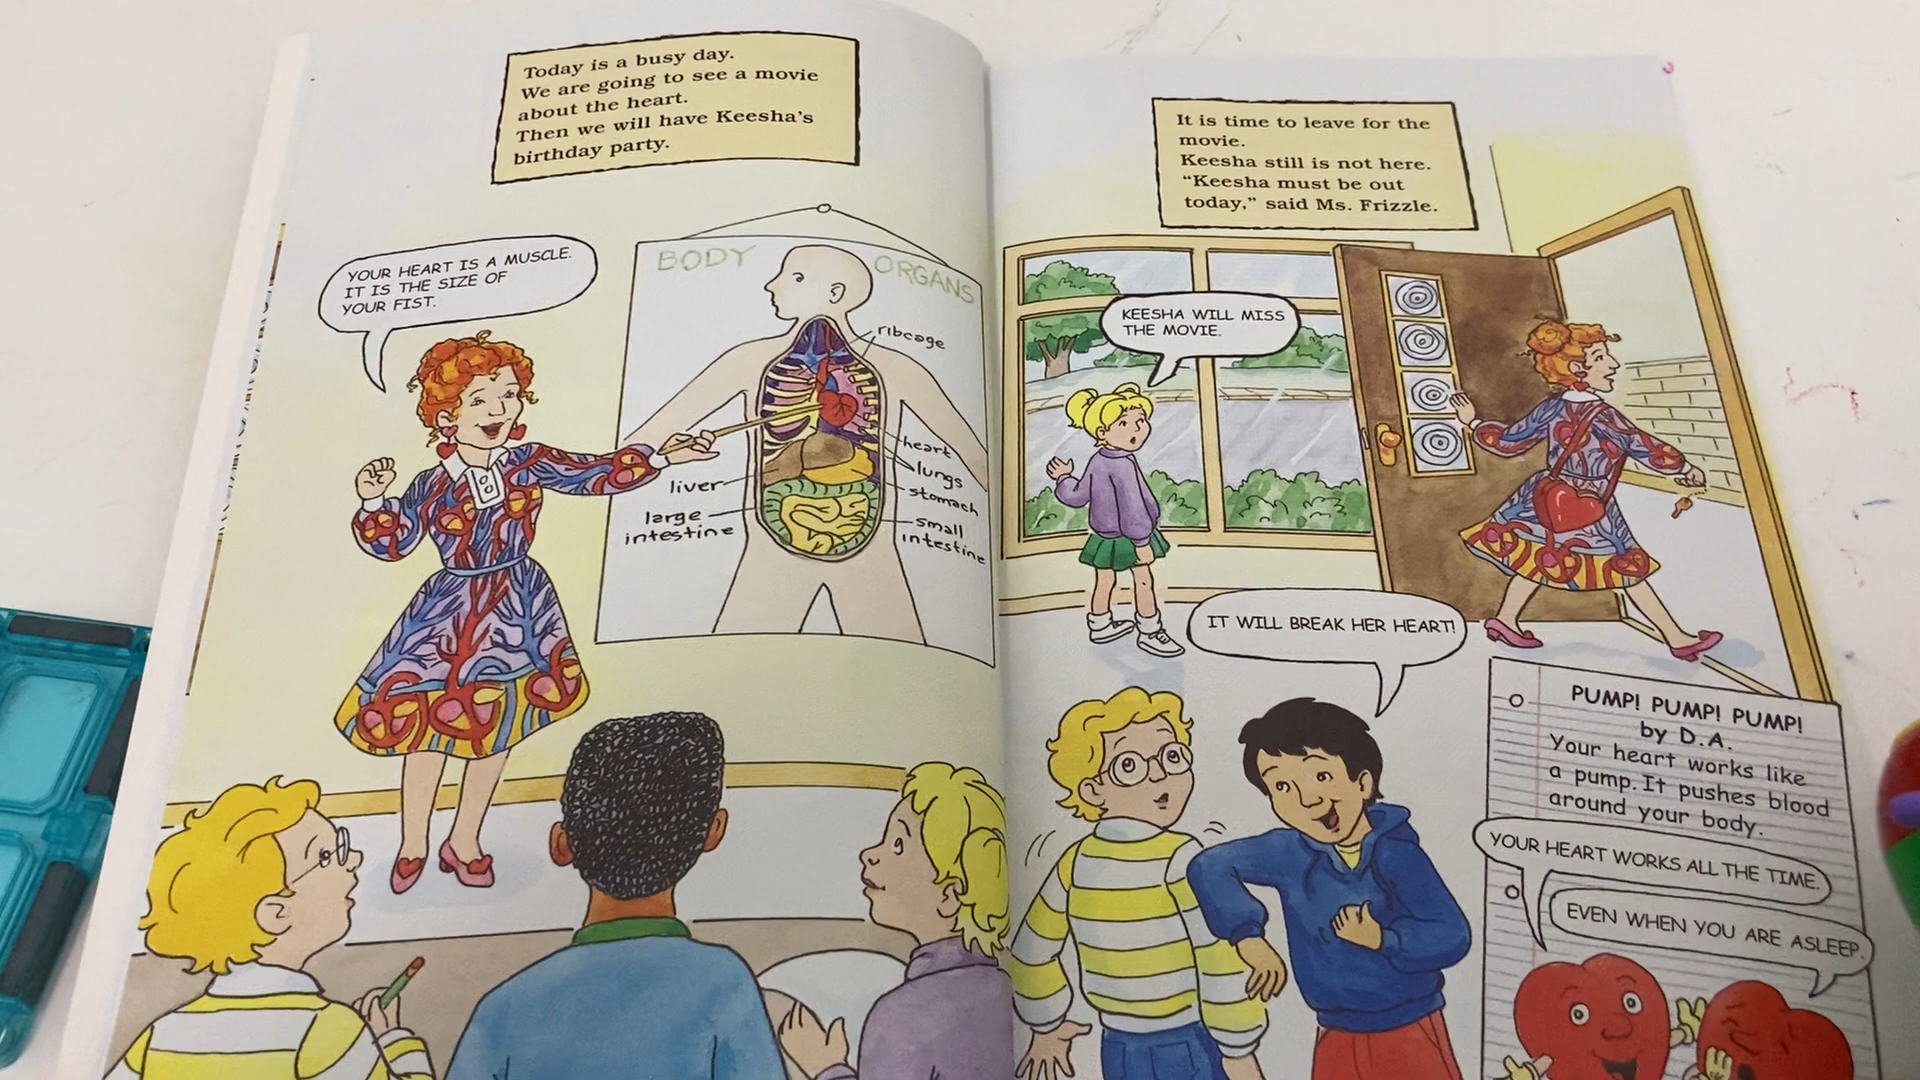 Today is a busy day.
We are going to see a movie
about the heart.
Then we will have Keesha's
birthday party.
YOUR HEART IS A MUSCLE.
IT IS THE SIZE OF
YOUR FIST.
BODY ORGANS
ribcage
heart
lungs
liver
stomach
large
intestine
small
intestine
It is time to leave for the
movie.
Keesha still is not here.
"Keesha must be out
today," said Ms. Frizzle.
KEESHA WILL MISS
THE MOVIE.
IT WILL BREAK HER HEART!
PUMP! PUMP! PUMP!
by D.A.
Your heart works like
a pump. It pushes blood
around your body.
YOUR HEART WORKS ALL THE TIME.
EVEN WHEN YOU ARE ASLEEP.